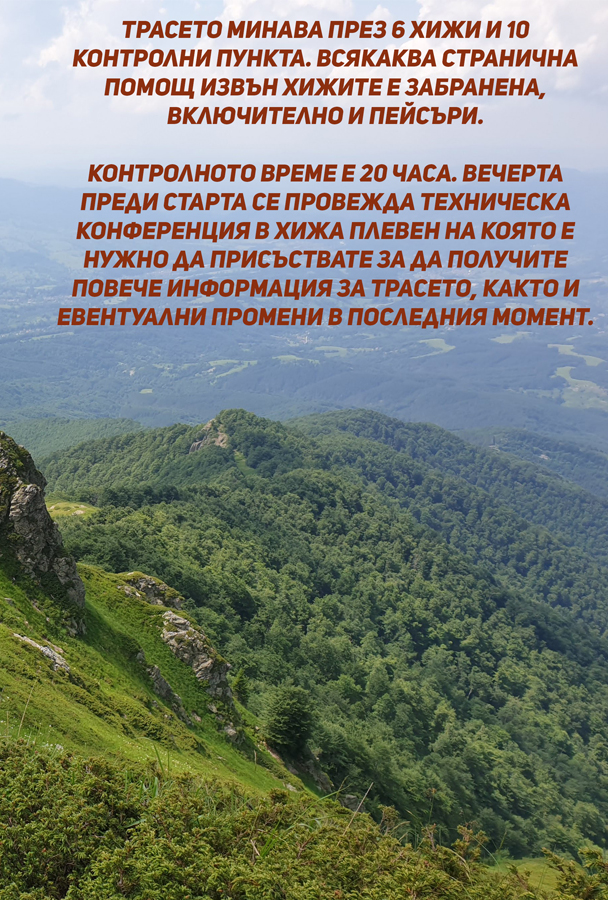 ТРАСЕТО МИНАВА ПРЕЗ 6 ХИЖИ И 10
КОНТРОЛНИ ПУНКТА. ВСЯКАКВА СТРАНИЧНА
ПОМОЩ ИЗВЪН ХИЖИТЕ Е ЗАБРАНЕНА,
ВКЛЮЧИТЕЛНО И ПЕЙСЪРИ.
КОНТРОЛНОТО ВРЕМЕ Е 20 ЧАСА. ВЕЧЕРТА
ПРЕДИ СТАРТА СЕ ПРОВЕЖДА ТЕХНИЧЕСКА
КОНФЕРЕНЦИЯ В ХИЖА ПЛЕВЕН НА КОЯТО Е
НУЖНО ДА ПРИСЪСТВАТЕ ЗА ДА ПОЛУЧИТЕ
ПОВЕЧЕ ИНФОРМАЦИЯ ЗА ТРАСЕТО, КАКТО И
ЕВЕНТУАЛНИ ПРОМЕНИ В ПОСЛЕДНИЯ МОМЕНТ.